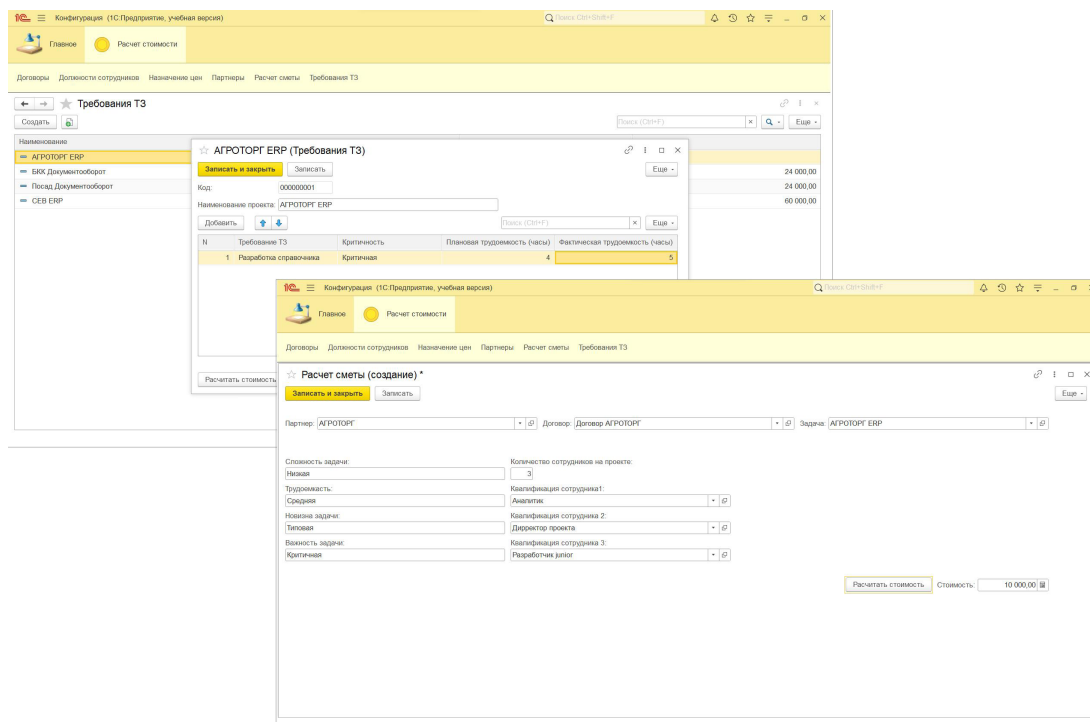 1С Конфигурация (1С:Предприятие, учебная версия) Поиск Ctrl+Shift+F
Главное Расчет стоимости
Договоры Должности сотрудников Назначение цен Партнеры Расчет сметы Требования ТЗ
Требования ТЗ
Создать Поиск (Ctrl+F) × Еще
Наименование
АГРОТОРГ ERP
БКК Документооборот 24 000,00
Посад Документооборот 24 000,00
СЕВ ERP 60 000,00
АГРОТОРГ ERP (Требования ТЗ)
Записать и закрыть Записать Еще
Код: 000000001
Наименование проекта: АГРОТОРГ ERP
Добавить Поиск (Ctrl+F) × Еще
N Требование ТЗ Критичность Плановая трудоемкость (часы) Фактическая трудоемкость (часы)
1 Разработка справочника Критичная 4 5
Расчитать стоимость
1С Конфигурация (1С:Предприятие, учебная версия) Поиск Ctrl+Shift+F
Главное Расчет стоимости
Договоры Должности сотрудников Назначение цен Партнеры Расчет сметы Требования ТЗ
Расчет сметы (создание) *
Записать и закрыть Записать Еще
Партнер: АГРОТОРГ Договор: Договор АГРОТОРГ Задача: АГРОТОРГ ERP
Сложность задачи: Количество сотрудников на проекте:
Низкая 3
Трудоемкасть: Квалификация сотрудника1:
Средняя Аналитик
Новизна задачи: Квалификация сотрудника 2:
Типовая Дирректор проекта
Важность задачи: Квалификация сотрудника 3:
Критичная Разработчик junior
Расчитать стоимость Стоимость: 10 000,00